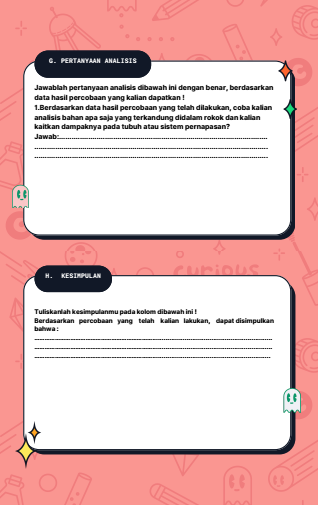 G. PERTANYAAN ANALISIS
Jawablah pertanyaan analisis dibawah ini dengan benar, berdasarkan
data hasil percobaan yang kalian dapatkan !
1.Berdasarkan data hasil percobaan yang telah dilakukan, coba kalian
analisis bahan apa saja yang terkandung didalam rokok dan kalian
kaitkan dampaknya pada tubuh atau sistem pernapasan?
Jawab:..........................................................................................
..........................................................................................
..........................................................................................
curious
H. KESIMPULAN
Tuliskanlah kesimpulanmu pada kolom dibawah ini !
Berdasarkan percobaan yang telah kalian lakukan, dapat disimpulkan
bahwa :
..........................................................................................
..........................................................................................
..........................................................................................